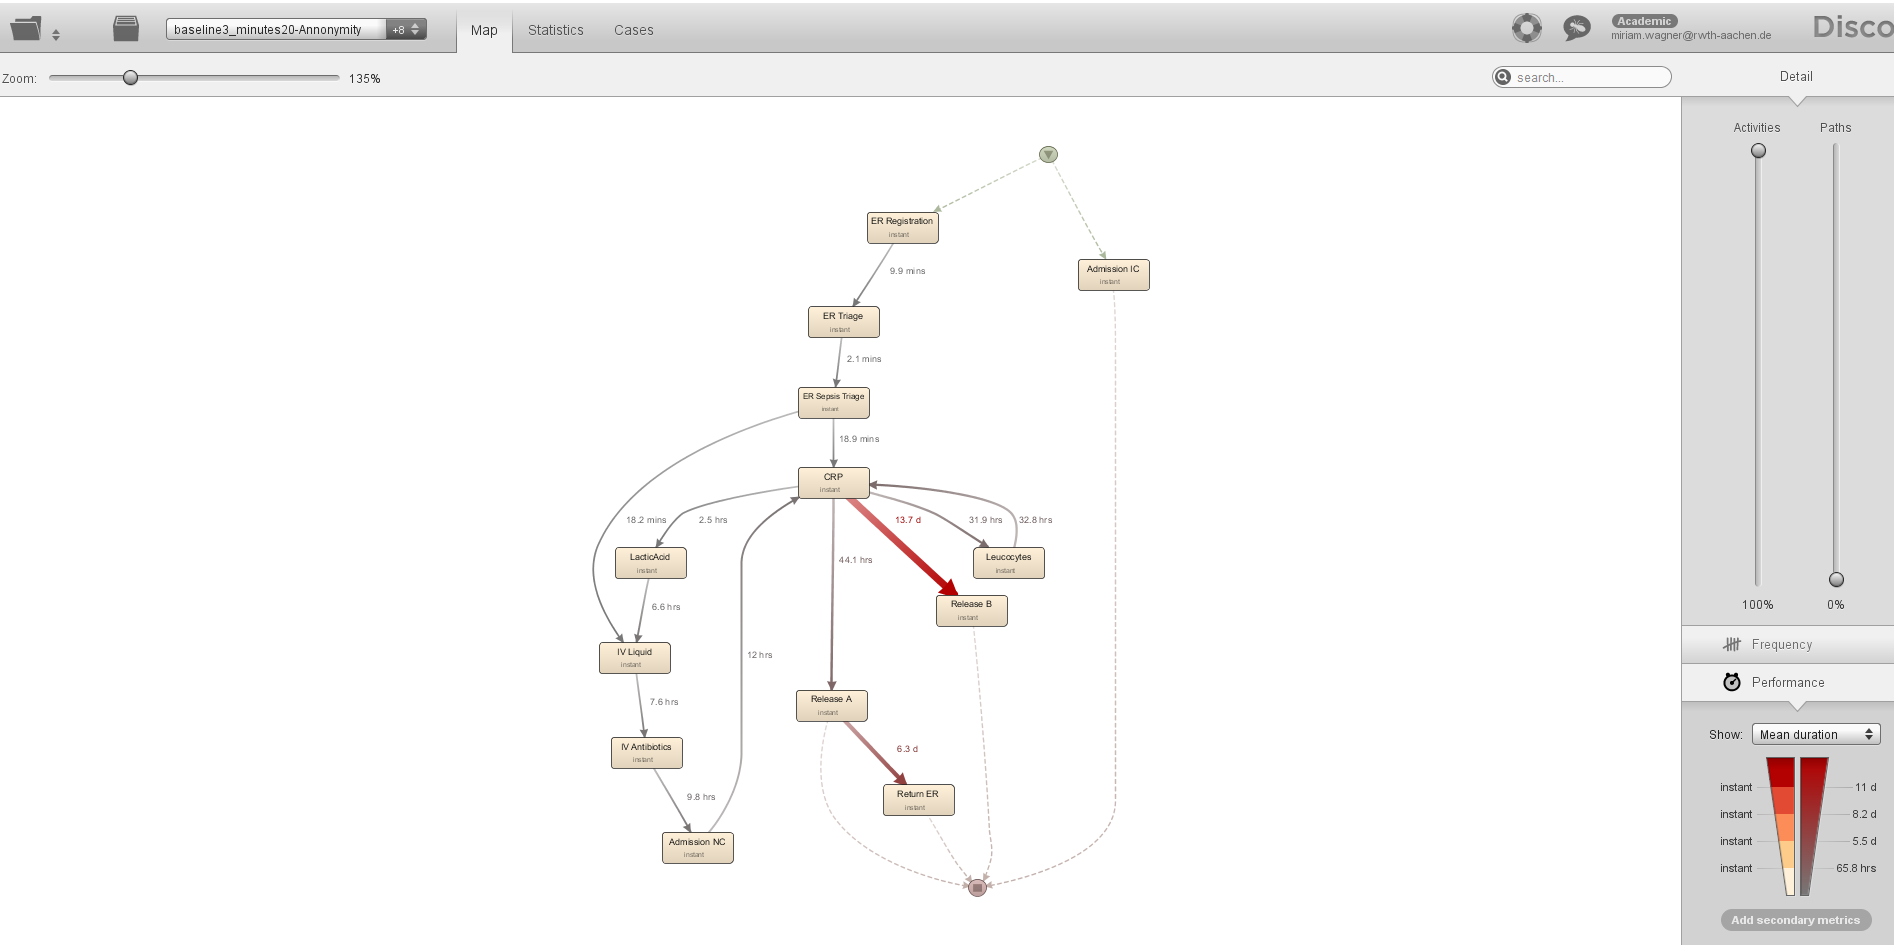 baseline3_minutes20-Annonymity +8
Map Statistics Cases
Academic
miriam.wagner@rwth-aachen.de
Disco
Zoom: 135%
search...
Detail
Activities Paths
ER Registration
instant
9.9 mins
Admission IC
instant
ER Triage
instant
2.1 mins
ER Sepsis Triage
instant
18.9 mins
CRP
instant
18.2 mins 2.5 hrs 13.7 d 31.9 hrs 32.8 hrs
LacticAcid
instant
44.1 hrs
Leucocytes
instant
6.6 hrs
Release B
instant
IV Liquid
instant
12 hrs
7.6 hrs
Release A
instant
IV Antibiotics
instant
6.3 d
9.8 hrs
Return ER
instant
Admission NC
instant
100% 0%
Frequency
Performance
Show: Mean duration
instant 11 d
instant 8.2 d
instant 5.5 d
instant 65.8 hrs
Add secondary metrics